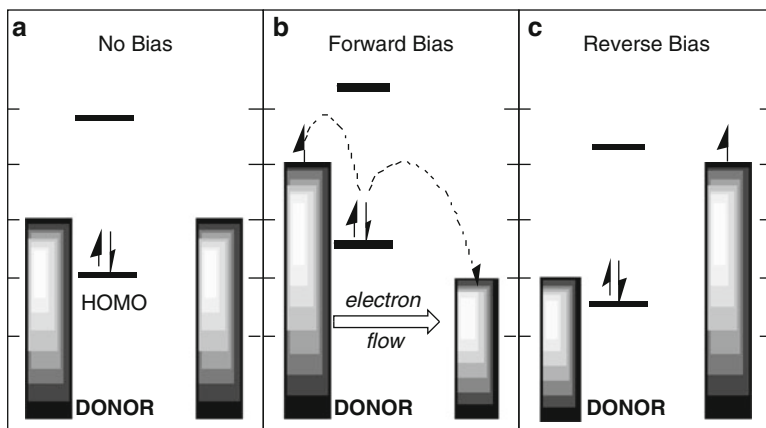 a
No Bias
HOMO
DONOR
b
Forward Bias
electron
flow
DONOR
c
Reverse Bias
DONOR